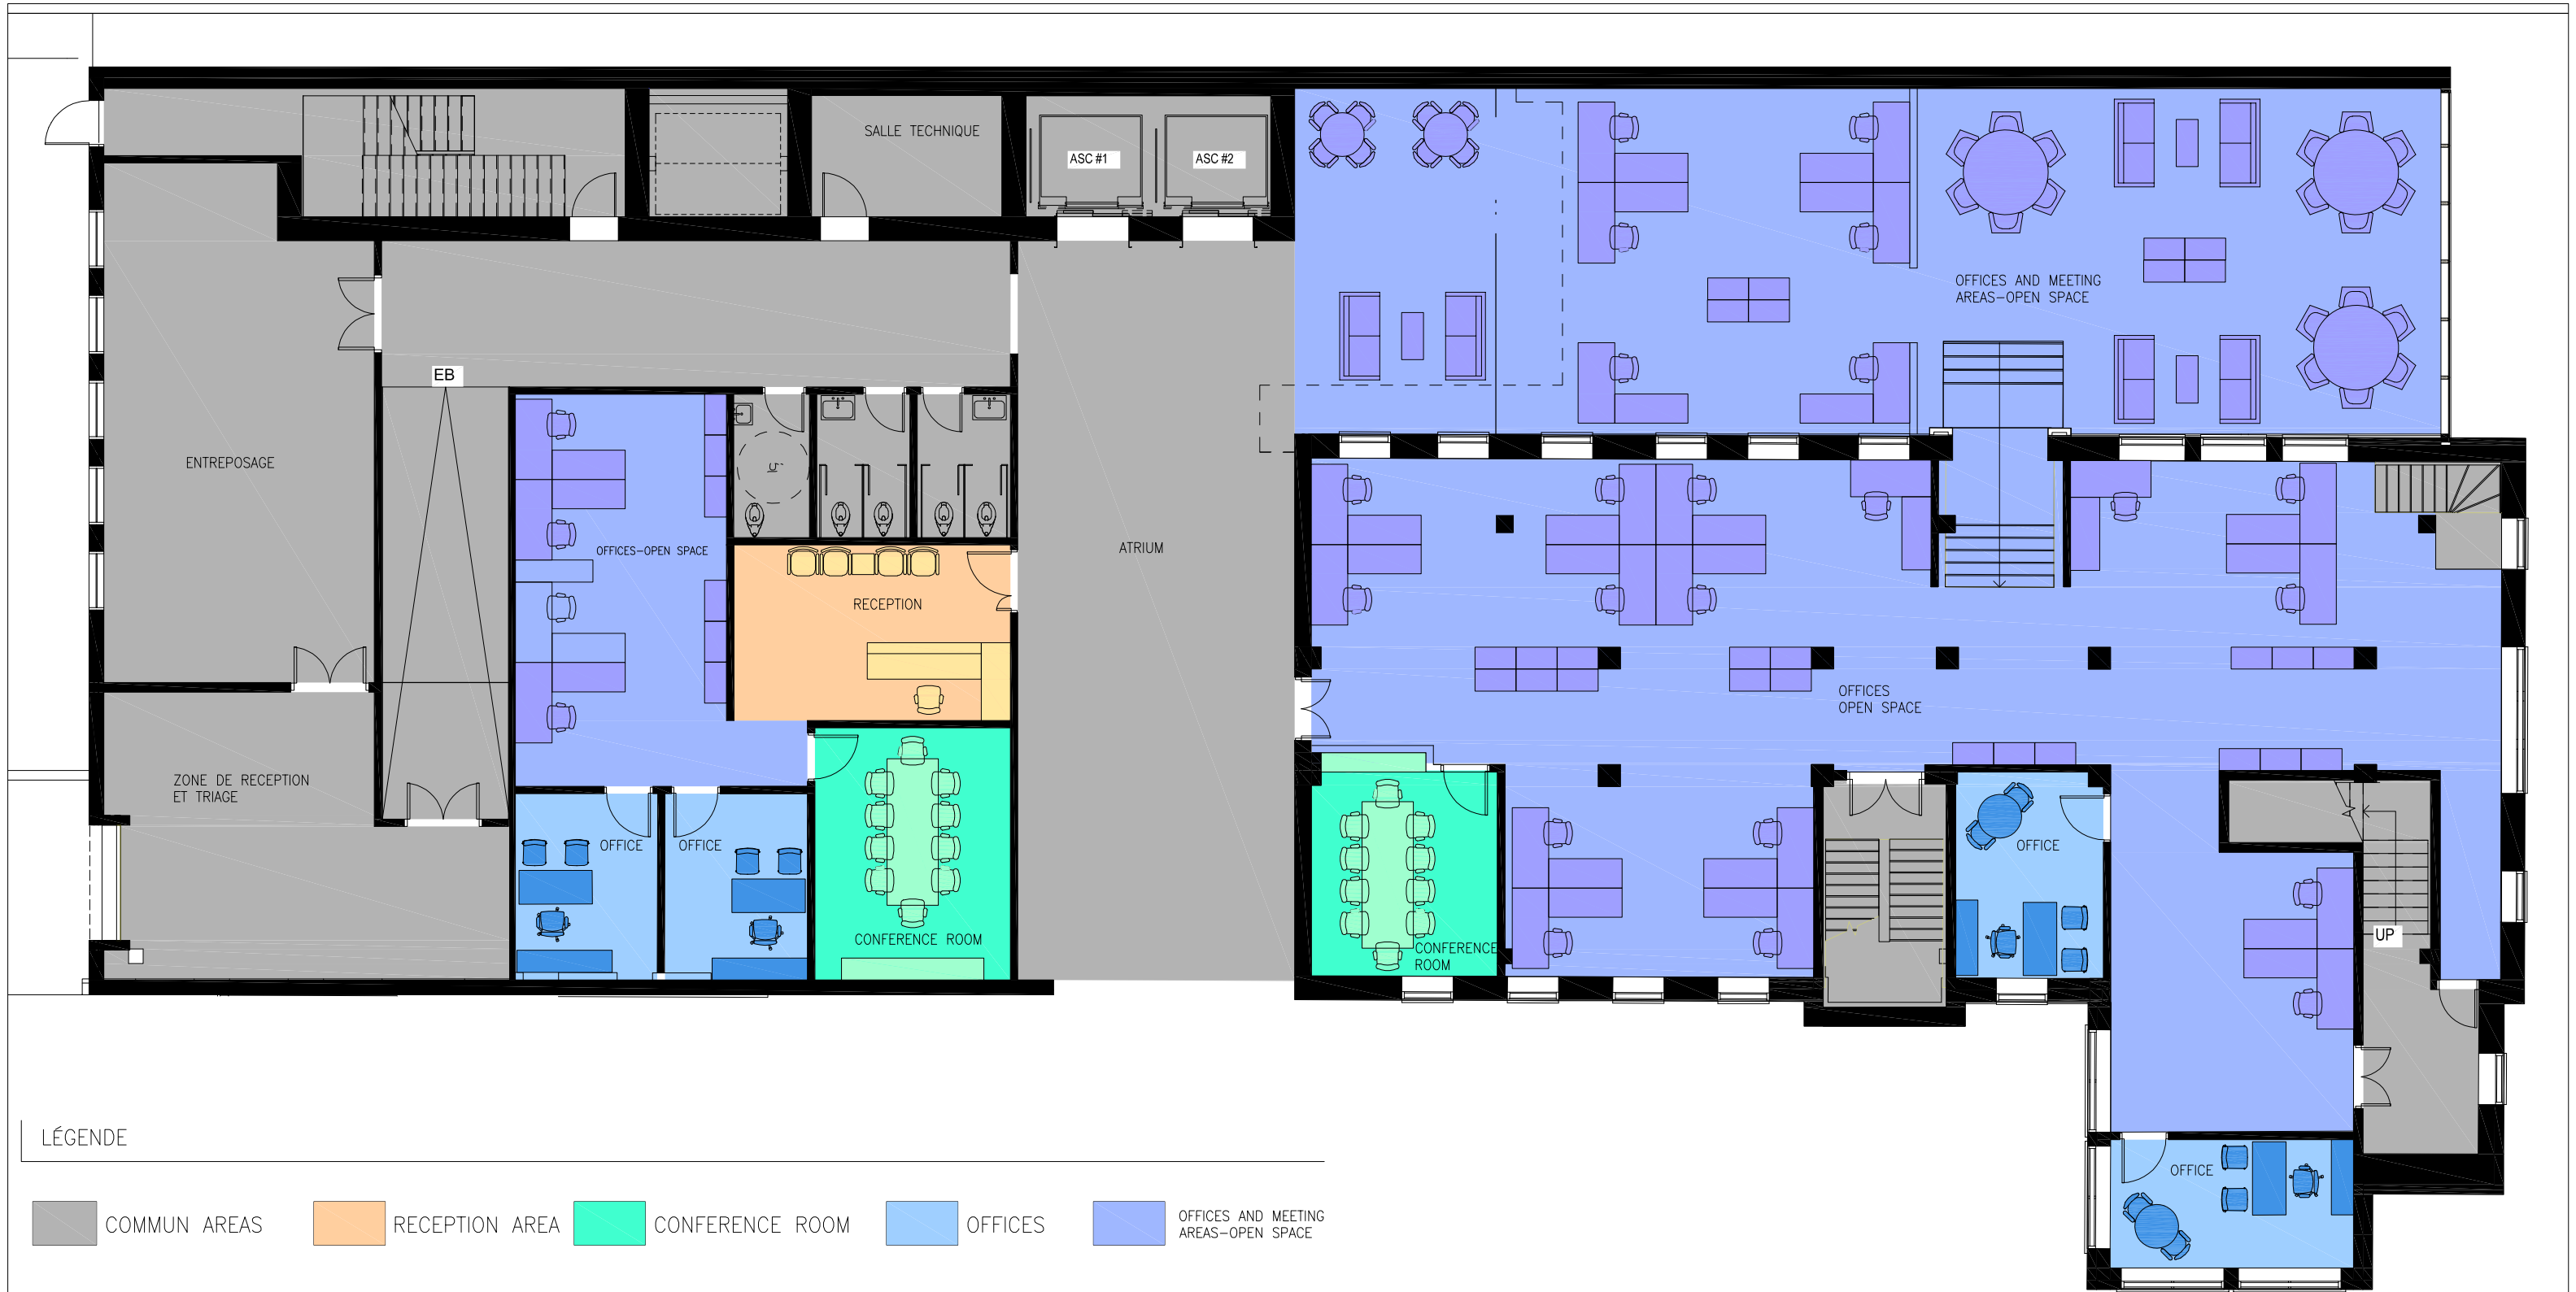 SALLE TECHNIQUE
ASC #1
ASC #2
OFFICES AND MEETING
AREAS-OPEN SPACE
EB
ENTREPOSAGE
OFFICES-OPEN SPACE
ATRIUM
RECEPTION
OFFICES
OPEN SPACE
ZONE DE RECEPTION
ET TRIAGE
OFFICE
OFFICE
OFFICE
CONFERENCE ROOM
CONFERENCE
ROOM
UP
OFFICE
LÉGENDE
COMMUN AREAS
RECEPTION AREA
CONFERENCE ROOM
OFFICES
OFFICES AND MEETING
AREAS-OPEN SPACE